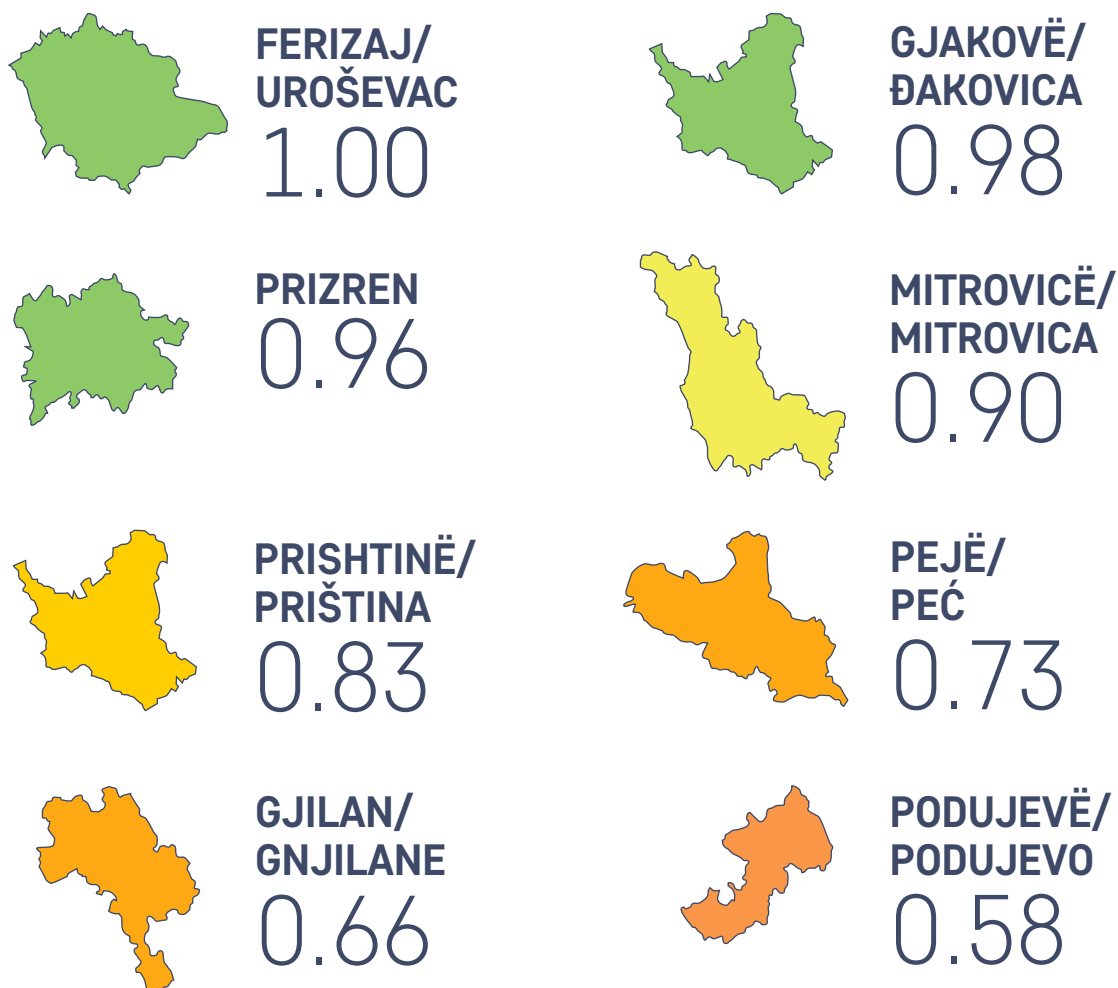 FERIZAJ/
UROŠEVAC
1.00
GJAKOVË/
ĐAKOVICA
0.98
PRIZREN
0.96
MITROVICË/
MITROVICA
0.90
PRISHTINË/
PRIŠTINA
0.83
PEJË/
PEĆ
0.73
GJILAN/
GNJILANE
0.66
PODUJEVË/
PODUJEVO
0.58